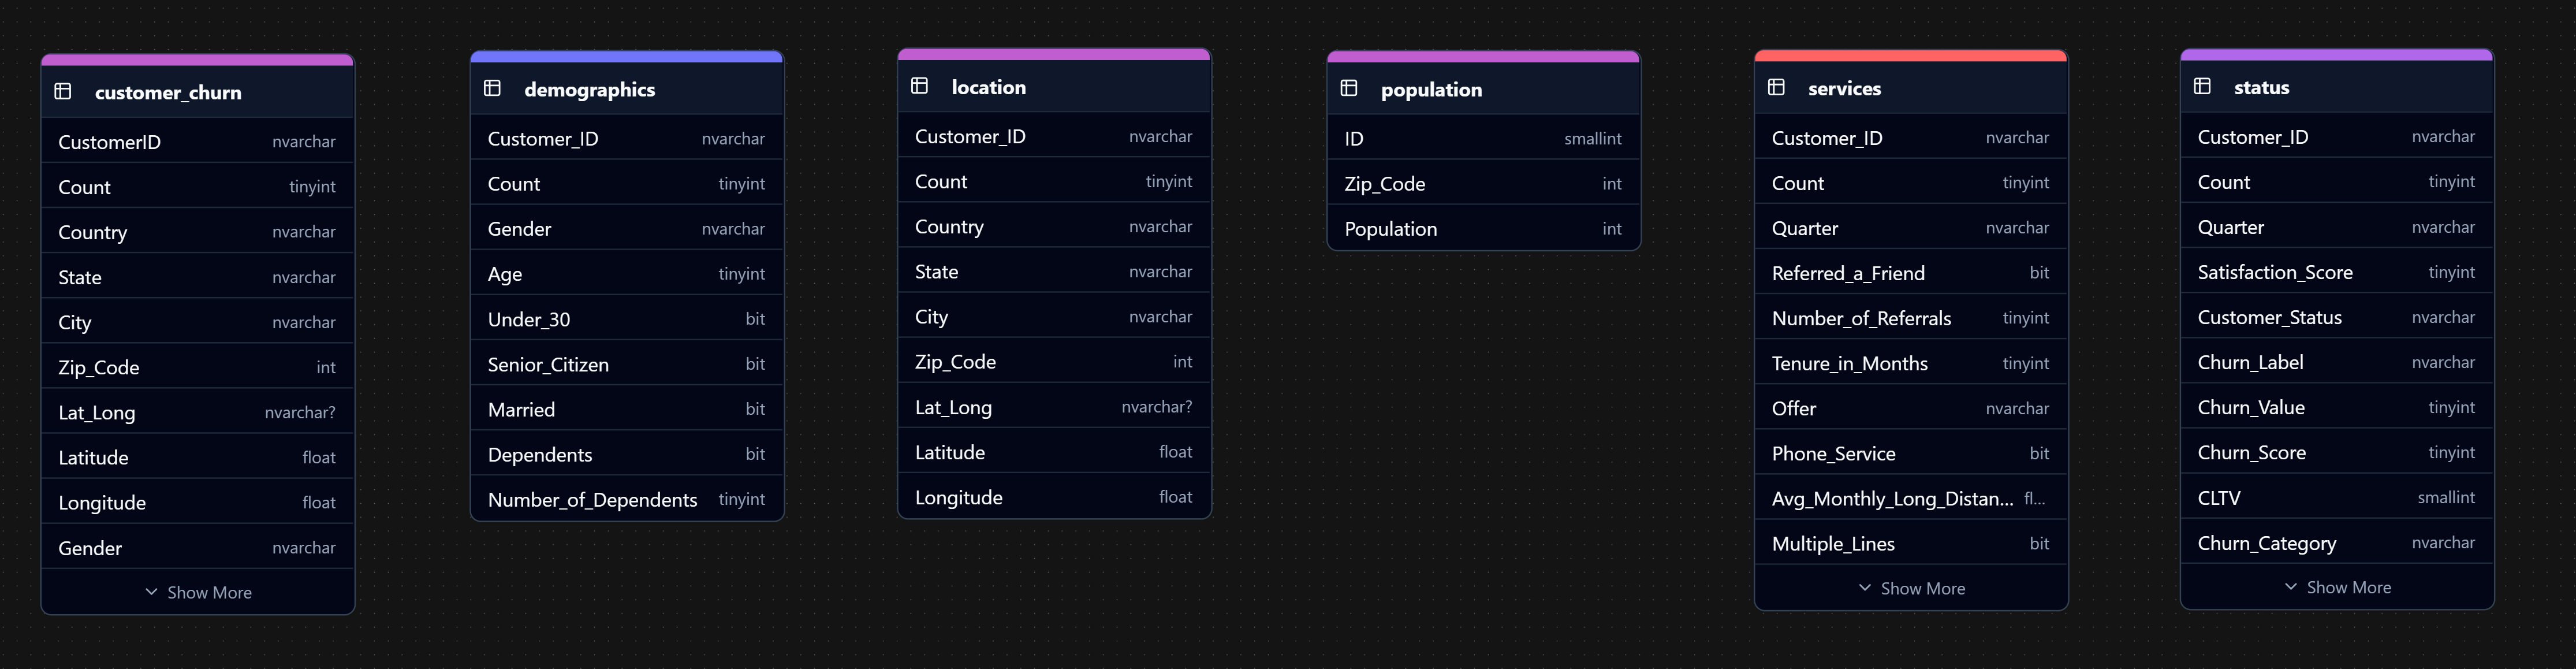 customer_churn
CustomerID nvarchar
Count tinyint
Country nvarchar
State nvarchar
City nvarchar
Zip_Code int
Lat_Long nvarchar?
Latitude float
Longitude float
Gender nvarchar
Show More
demographics
Customer_ID nvarchar
Count tinyint
Gender nvarchar
Age tinyint
Under_30 bit
Senior_Citizen bit
Married bit
Dependents bit
Number_of_Dependents tinyint
location
Customer_ID nvarchar
Count tinyint
Country nvarchar
State nvarchar
City nvarchar
Zip_Code int
Lat_Long nvarchar?
Latitude float
Longitude float
population
ID smallint
Zip_Code int
Population int
services
Customer_ID nvarchar
Count tinyint
Quarter nvarchar
Referred_a_Friend bit
Number_of_Referrals tinyint
Tenure_in_Months tinyint
Offer nvarchar
Phone_Service bit
Avg_Monthly_Long_Distan... fl...
Multiple_Lines bit
Show More
status
Customer_ID nvarchar
Count tinyint
Quarter nvarchar
Satisfaction_Score tinyint
Customer_Status nvarchar
Churn_Label nvarchar
Churn_Value tinyint
Churn_Score tinyint
CLTV smallint
Churn_Category nvarchar
Show More